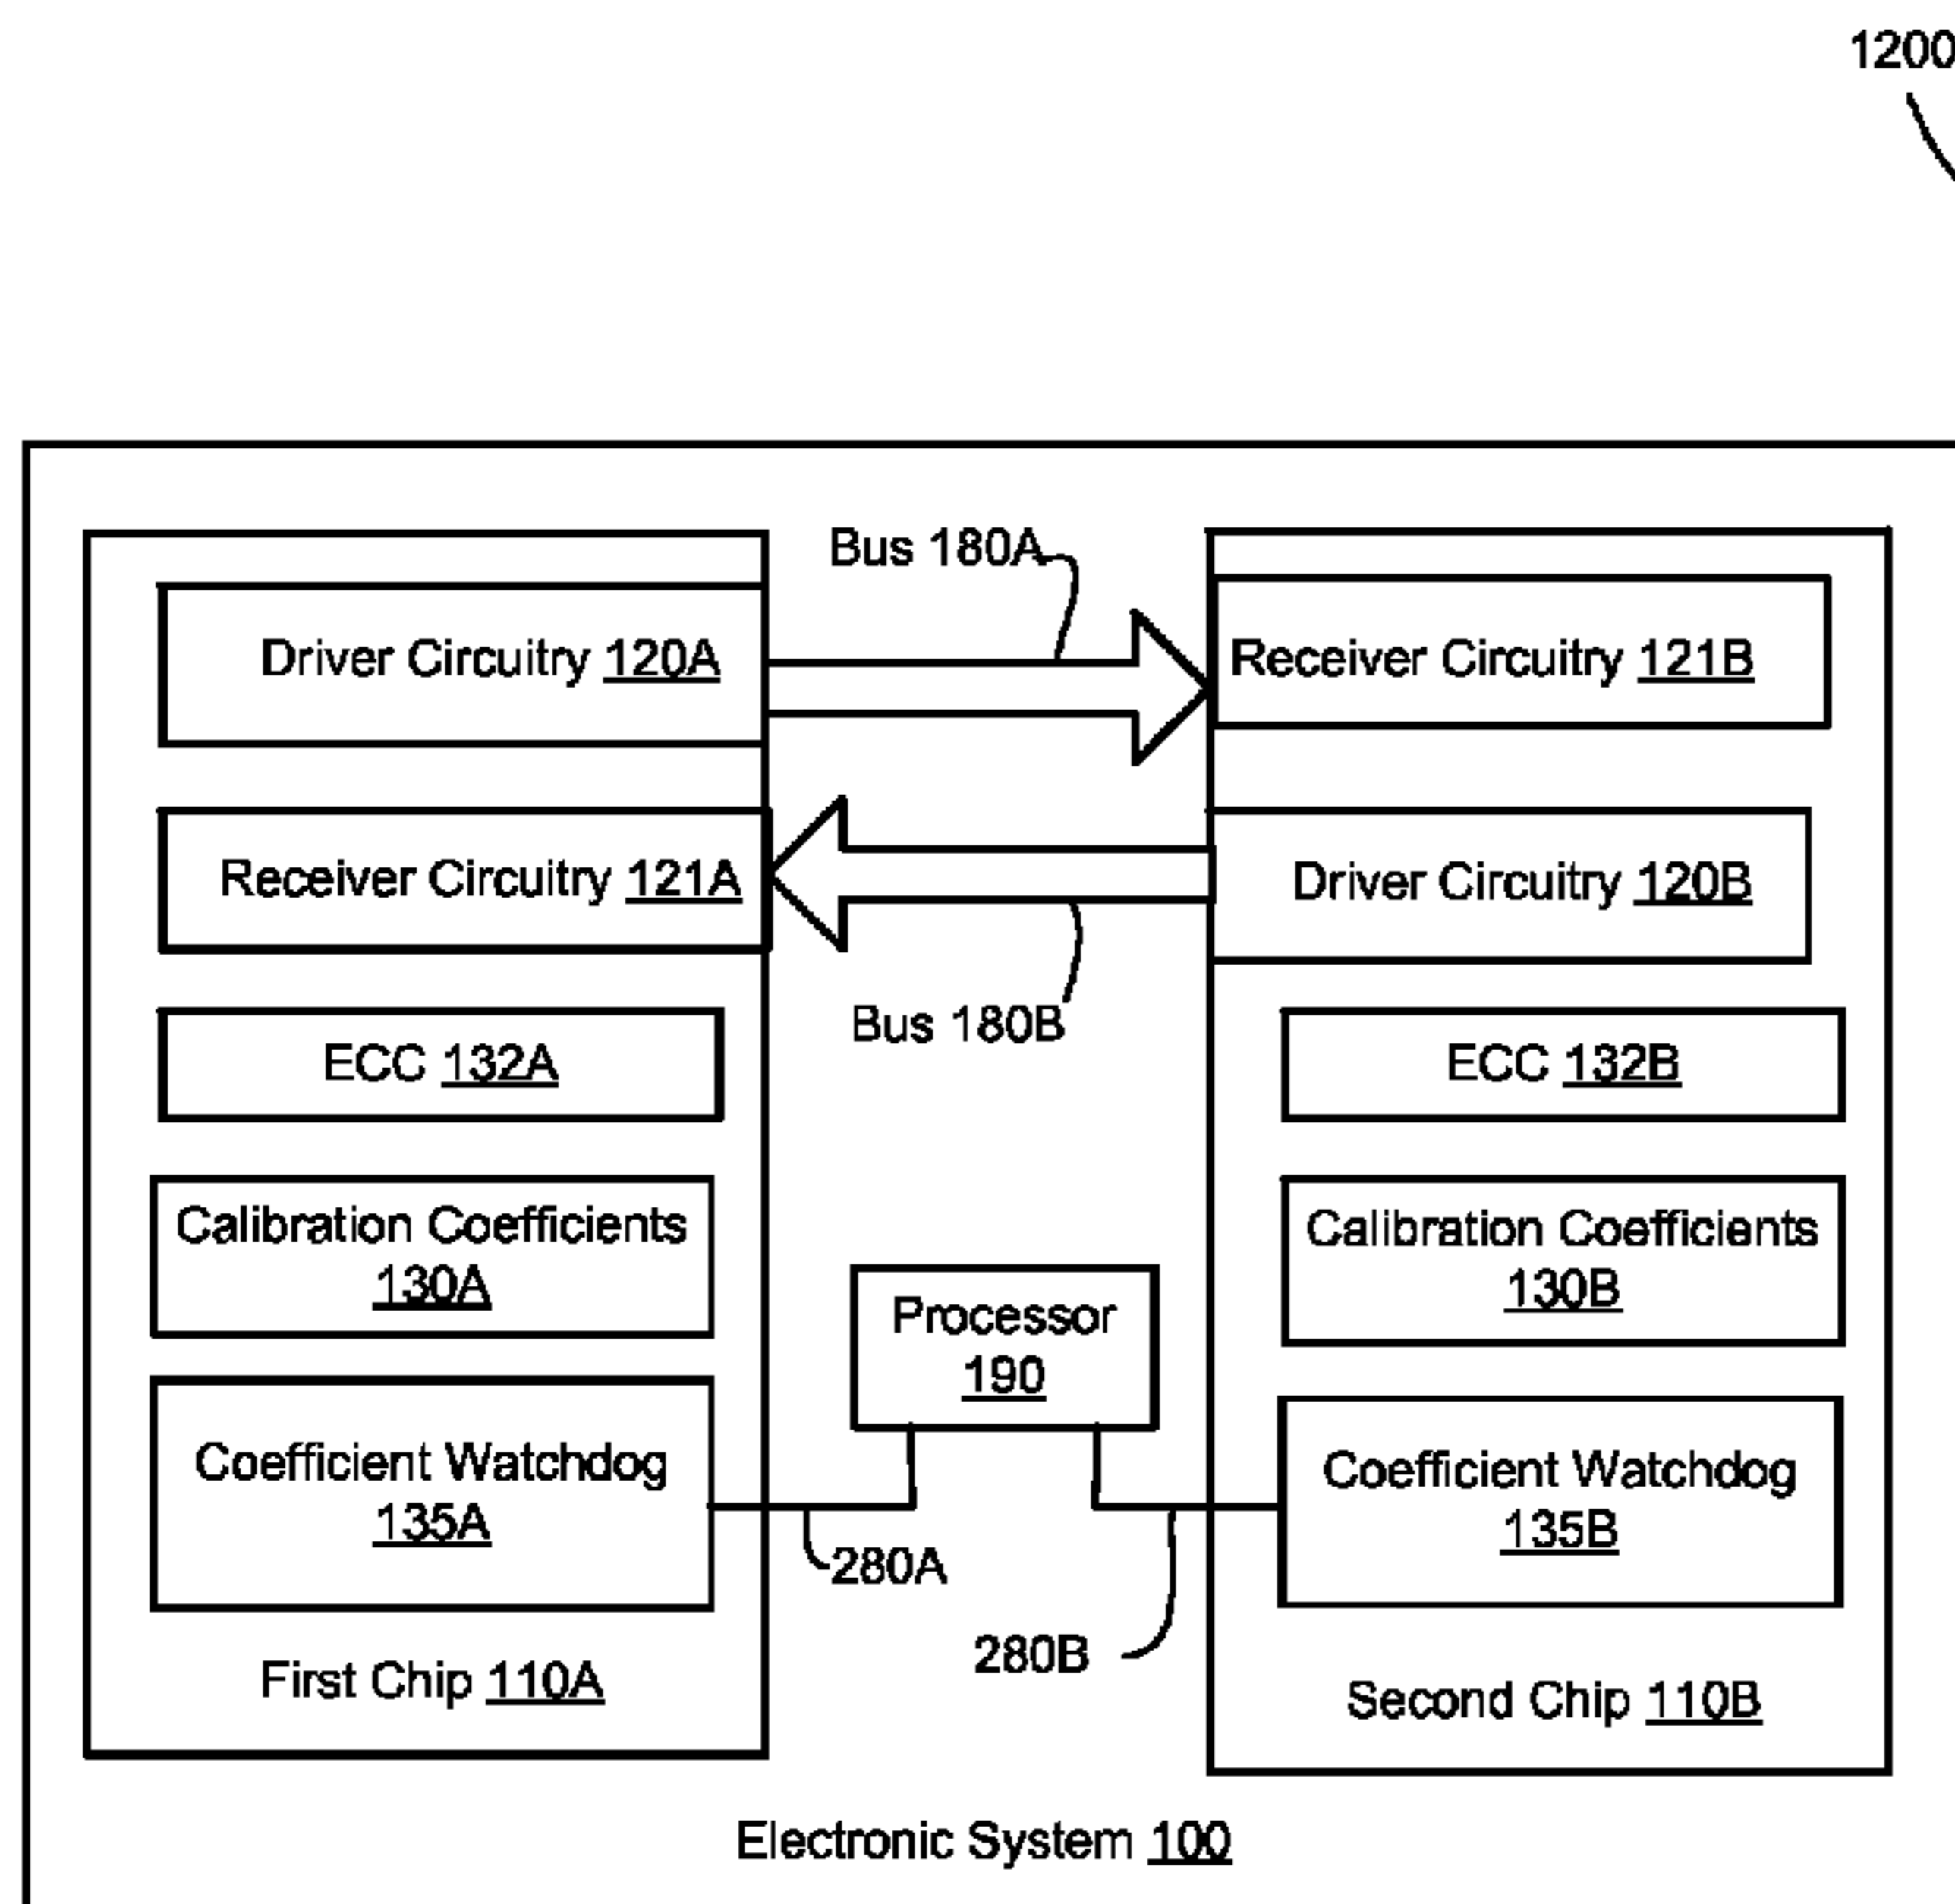 1200
Bus 180A
Driver Circuitry 120A
Receiver Circuitry 121B
Receiver Circuitry 121A
Driver Circuitry 120B
Bus 180B
ECC 132A
ECC 132B
Calibration Coefficients
130A
Calibration Coefficients
130B
Processor
190
Coefficient Watchdog
135A
Coefficient Watchdog
135B
280A
280B
First Chip 110A
Second Chip 110B
Electronic System 100